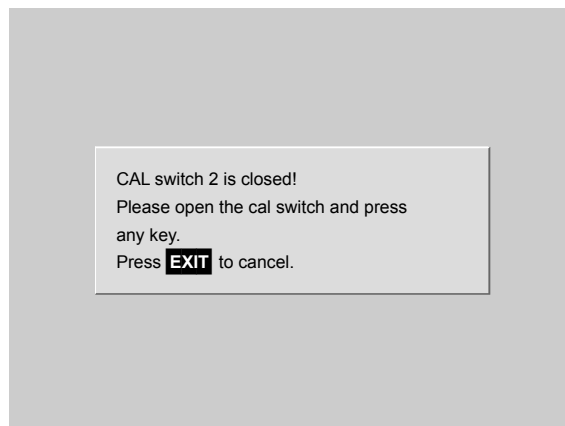 CAL switch 2 is closed!
Please open the cal switch and press
any key.
Press EXIT to cancel.